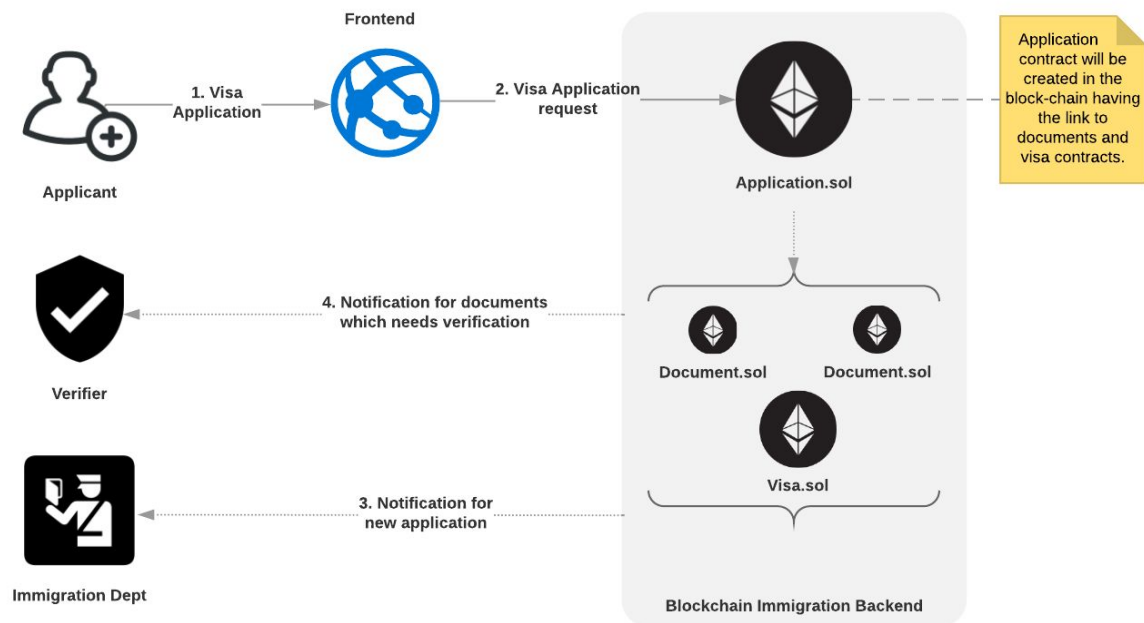 Frontend
1. Visa
Application
2. Visa Application
request
Application
contract will be
created in the
block-chain having
the link to
documents and
visa contracts.
Applicant
Application.sol
4. Notification for documents
which needs verification
Document.sol
Document.sol
Verifier
Visa.sol
3. Notification for
new application
Immigration Dept
Blockchain Immigration Backend